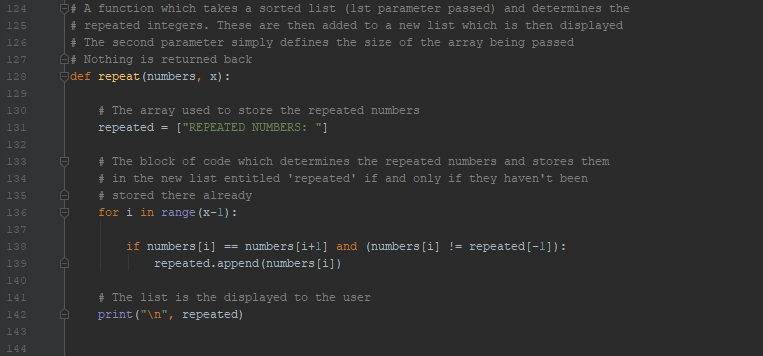 124 # A function which takes a sorted list (1st parameter passed) and determines the
125 # repeated integers. These are then added to a new list which is then displayed
126 # The second parameter simply defines the size of the array being passed
127 # Nothing is returned back
128 def repeat(numbers, x):
129
130     # The array used to store the repeated numbers
131     repeated = ["REPEATED NUMBERS: "]
132
133     # The block of code which determines the repeated numbers and stores them
134     # in the new list entitled 'repeated' if and only if they haven't been
135     # stored there already
136     for i in range(x-1):
137
138         if numbers[i] == numbers[i+1] and (numbers[i] != repeated[-1]):
139             repeated.append(numbers[i])
140
141     # The list is the displayed to the user
142     print("\n", repeated)
143
144